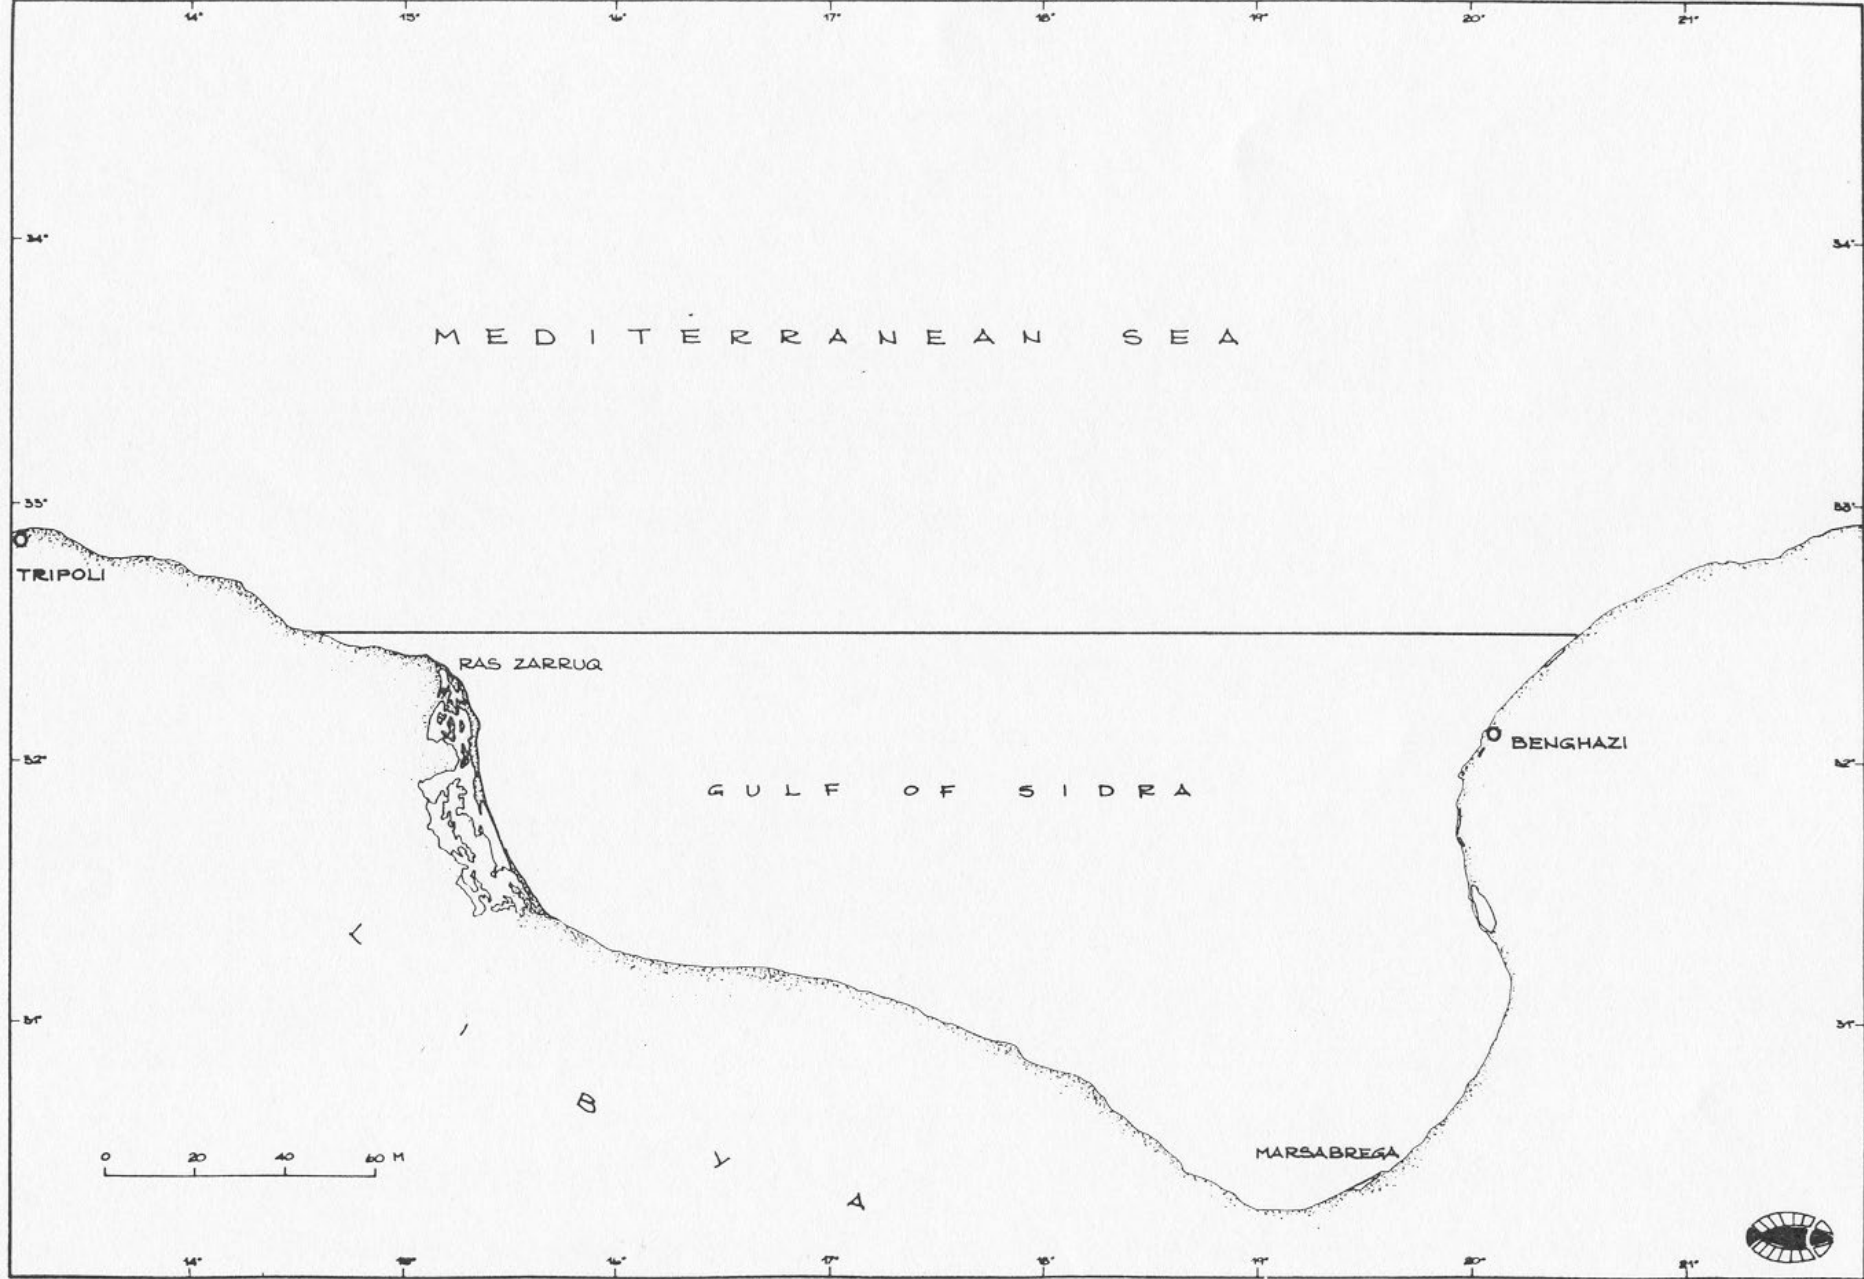 14° 15° 16° 17° 18° 19° 20° 21°
34° 34°
MEDITERRANEAN SEA
33° 33°
TRIPOLI
RAS ZARRUQ
BENGHAZI
32° 32°
GULF OF SIDRA
LIBYA
31° 31°
MARSABREGA
0 20 40 60 M
14° 15° 16° 17° 18° 19° 20° 21°